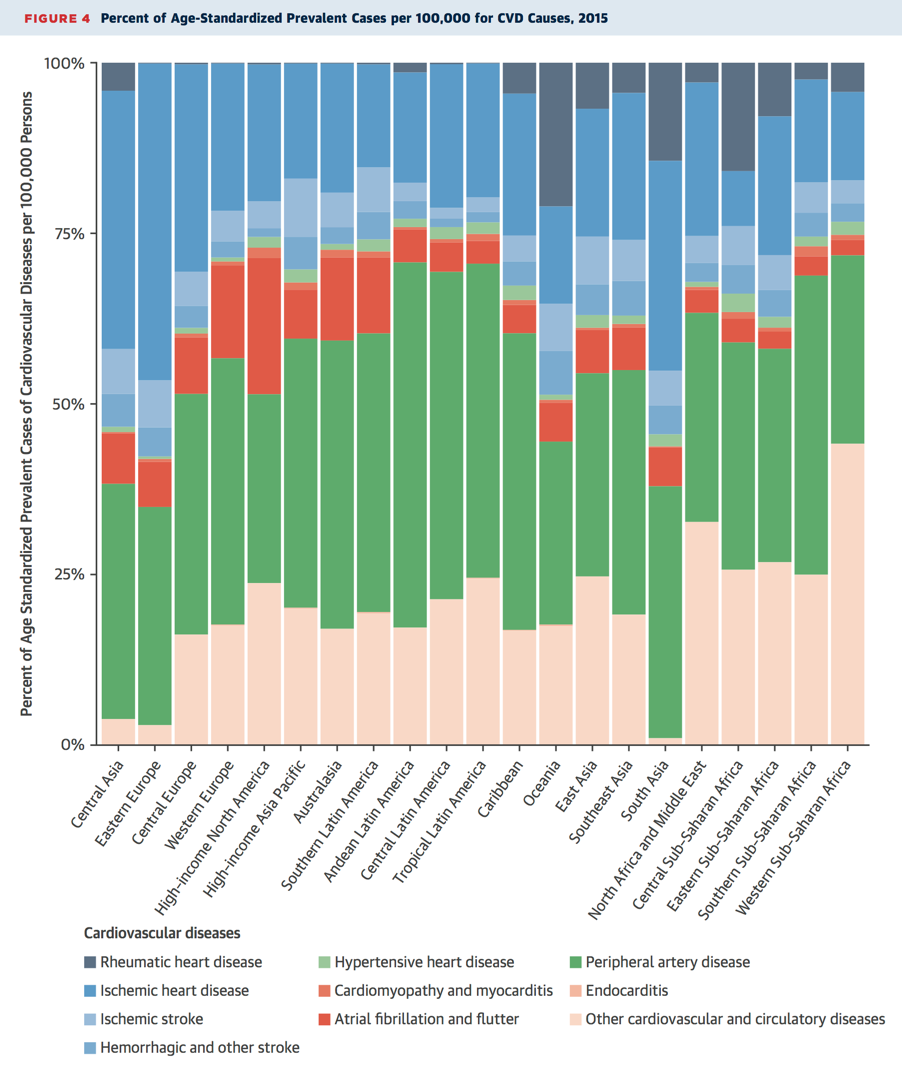 FIGURE 4 Percent of Age-Standardized Prevalent Cases per 100,000 for CVD Causes, 2015
Percent of Age Standardized Prevalent Cases of Cardiovascular Diseases per 100,000 Persons
100%
75%
50%
25%
0%
Central Asia
Eastern Europe
Central Europe
Western Europe
High-income North America
High-income Asia Pacific
Australasia
Southern Latin America
Andean Latin America
Central Latin America
Tropical Latin America
Caribbean
Oceania
East Asia
Southeast Asia
South Asia
North Africa and Middle East
Central Sub-Saharan Africa
Eastern Sub-Saharan Africa
Southern Sub-Saharan Africa
Western Sub-Saharan Africa
Cardiovascular diseases
Rheumatic heart disease
Ischemic heart disease
Ischemic stroke
Hemorrhagic and other stroke
Hypertensive heart disease
Cardiomyopathy and myocarditis
Atrial fibrillation and flutter
Peripheral artery disease
Endocarditis
Other cardiovascular and circulatory diseases